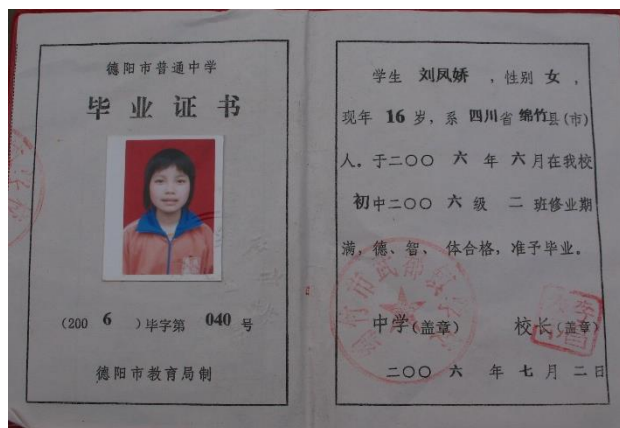 德阳市普通中学
毕业证书
(200 6 )毕字第 040 号
德阳市教育局制
学生 刘凤娇 ，性别 女 ，
现年 16 岁，系 四川 省 绵竹 县(市)
人。于二〇〇 六 年 六 月在我校
初中二〇〇 六 级 二 班修业期
满，德、智、体合格，准予毕业。
中学(盖章) 校长(盖章)
二〇〇 六 年 七 月 二 日